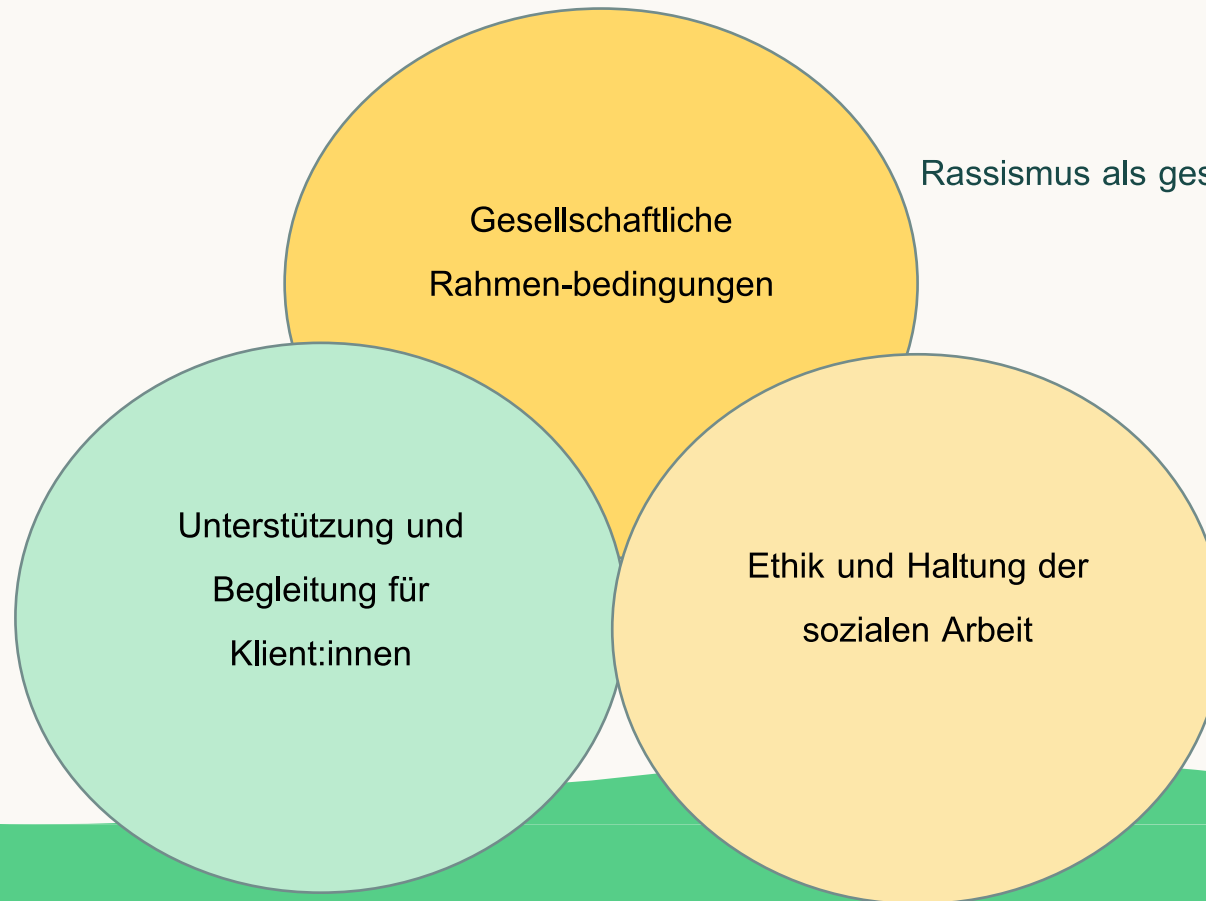 Rassismus als ges
Gesellschaftliche
Rahmen-bedingungen
Unterstützung und
Begleitung für
Klient:innen
Ethik und Haltung der
sozialen Arbeit